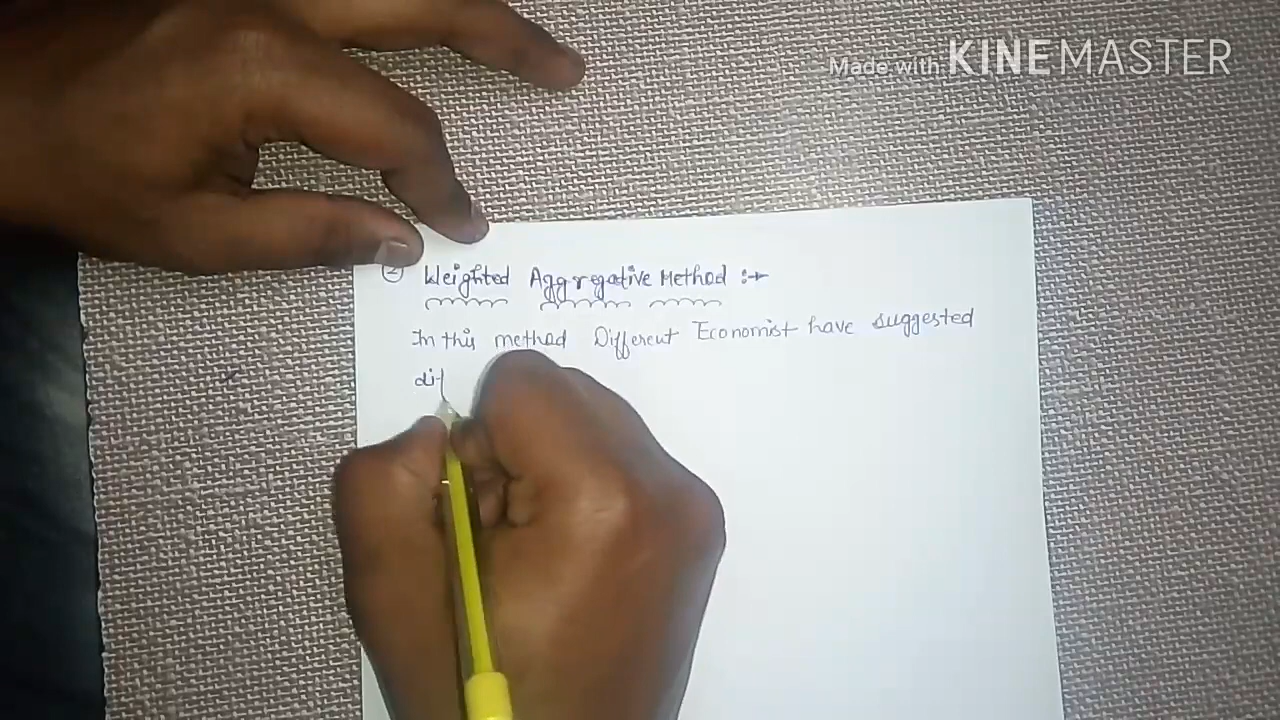 Made with KINEMASTER
② Weighted Aggregative Method :→
In this method Different Economist have suggested
dif